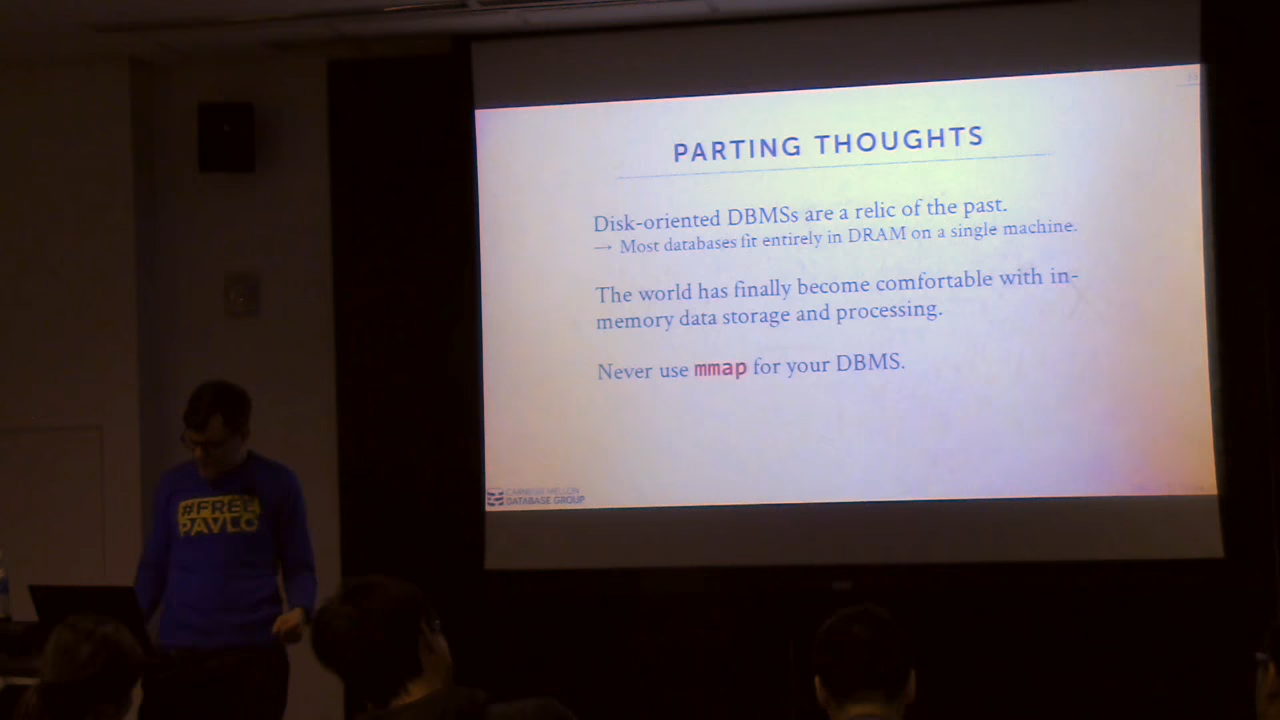 PARTING THOUGHTS
Disk-oriented DBMSs are a relic of the past.
→ Most databases fit entirely in DRAM on a single machine.
The world has finally become comfortable with in-
memory data storage and processing.
Never use mmap for your DBMS.
CARNEGIE MELLON
DATABASE GROUP
#FREE
PAVLO